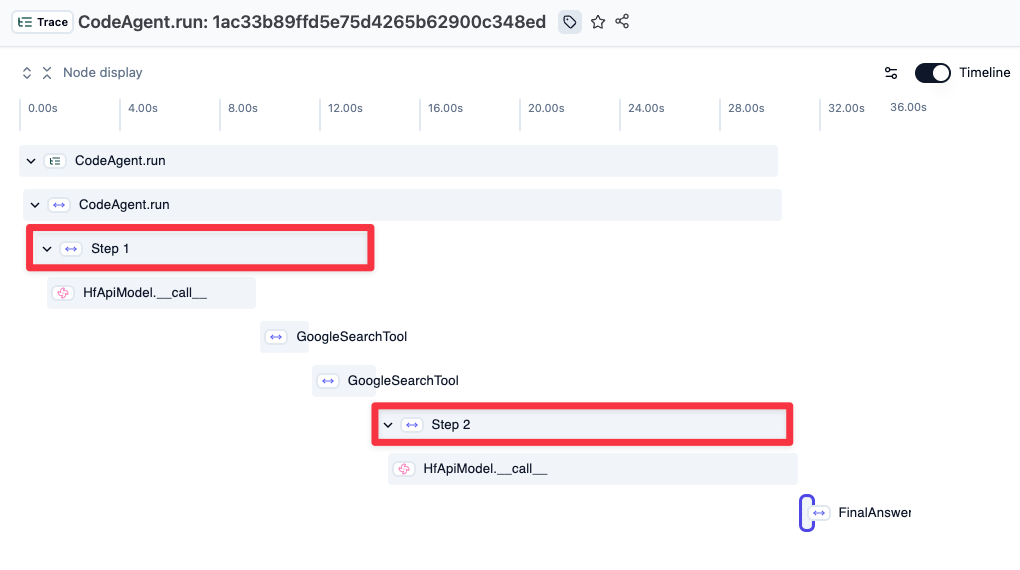 Trace CodeAgent.run: 1ac33b89ffd5e75d4265b62900c348ed
Node display Timeline
0.00s 4.00s 8.00s 12.00s 16.00s 20.00s 24.00s 28.00s 32.00s 36.00s
CodeAgent.run
CodeAgent.run
Step 1
HfApiModel.__call__
GoogleSearchTool
GoogleSearchTool
Step 2
HfApiModel.__call__
FinalAnswer